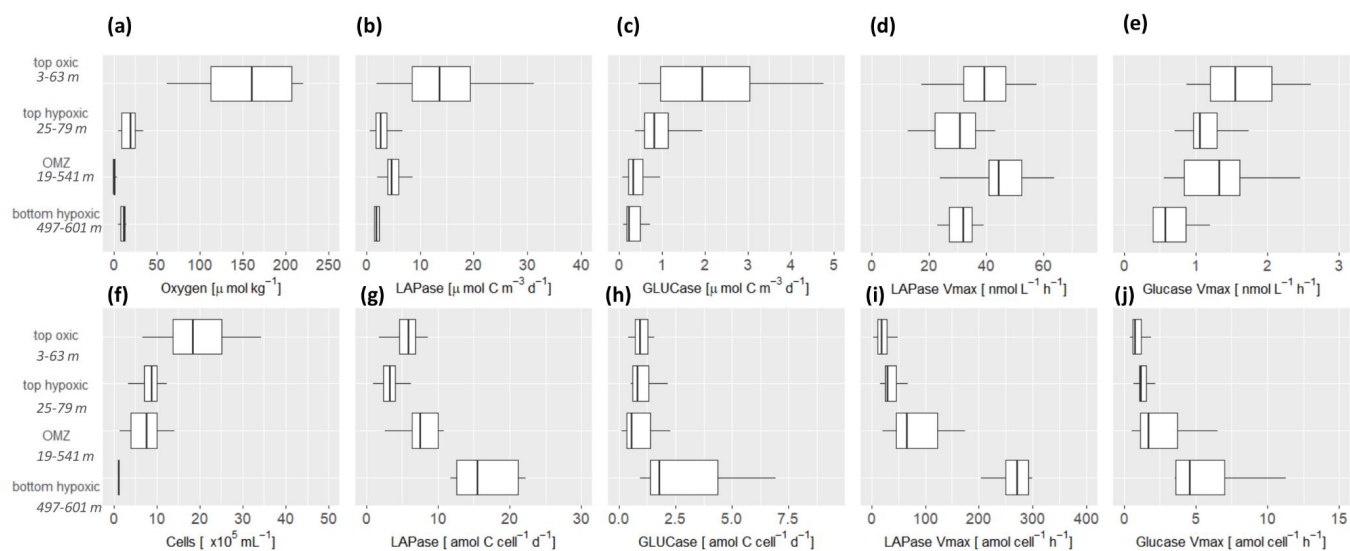 (a) (b) (c) (d) (e)
top oxic
3-63 m
top hypoxic
25-79 m
OMZ
19-541 m
bottom hypoxic
497-601 m
0 50 100 150 200 250
0 10 20 30 40
0 1 2 3 4 5
0 20 40 60
0 1 2 3
Oxygen [μ mol kg⁻¹]
LAPase [μ mol C m⁻³ d⁻¹]
GLUCase [μ mol C m⁻³ d⁻¹]
LAPase Vmax [ nmol L⁻¹ h⁻¹]
Glucase Vmax [ nmol L⁻¹ h⁻¹]
(f) (g) (h) (i) (j)
top oxic
3-63 m
top hypoxic
25-79 m
OMZ
19-541 m
bottom hypoxic
497-601 m
0 10 20 30 40 50
0 10 20 30
0.0 2.5 5.0 7.5
0 100 200 300 400
0 5 10 15
Cells [ x10⁵ mL⁻¹]
LAPase [ amol C cell⁻¹ d⁻¹]
GLUCase [ amol C cell⁻¹ d⁻¹]
LAPase Vmax [ amol cell⁻¹ h⁻¹]
Glucase Vmax [ amol cell⁻¹ h⁻¹]